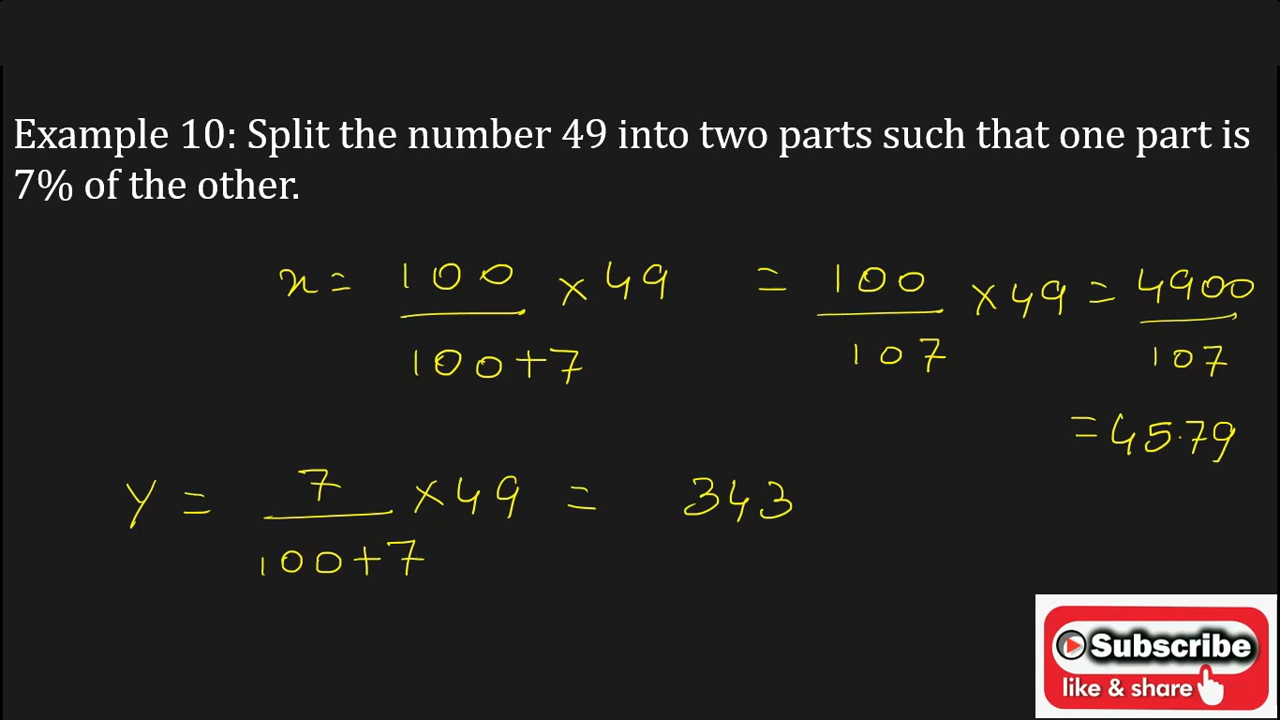 Example 10: Split the number 49 into two parts such that one part is
7% of the other.
x = 100/(100+7) × 49 = 100/107 × 49 = 4900/107
= 45.79
y = 7/(100+7) × 49 = 343
Subscribe
like & share